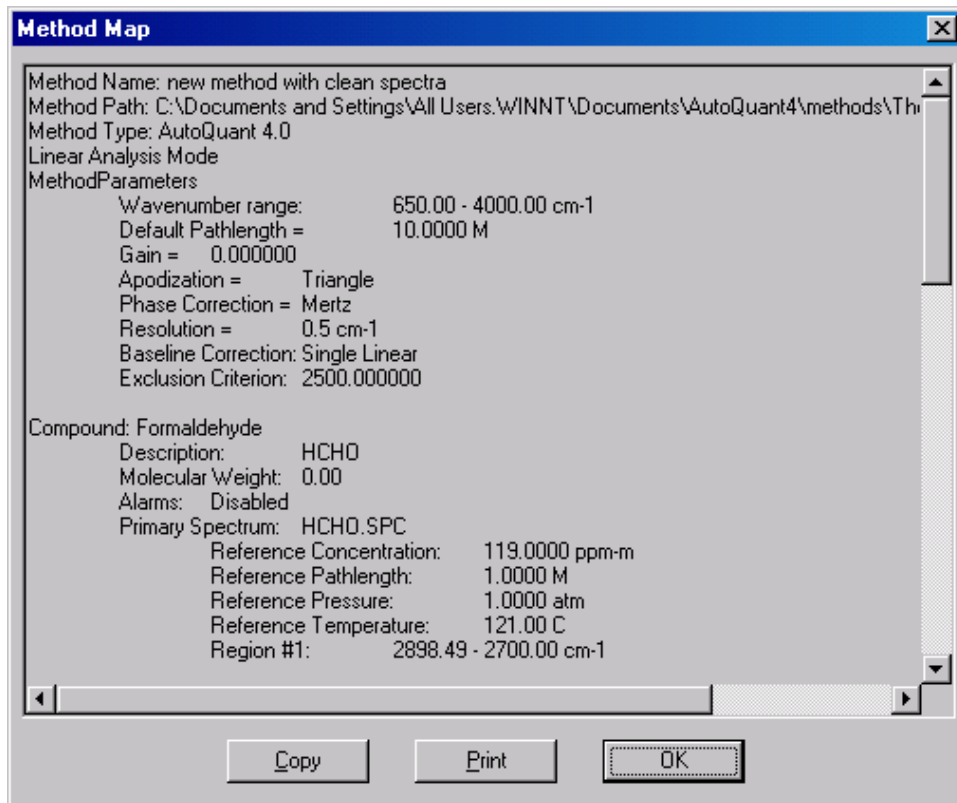 Method Map
Method Name: new method with clean spectra
Method Path: C:\Documents and Settings\All Users.WINNT\Documents\AutoQuant4\methods\
Method Type: AutoQuant 4.0
Linear Analysis Mode
MethodParameters
Wavenumber range: 650.00 - 4000.00 cm-1
Default Pathlength = 10.0000 M
Gain = 0.000000
Apodization = Triangle
Phase Correction = Mertz
Resolution = 0.5 cm-1
Baseline Correction: Single Linear
Exclusion Criterion: 2500.000000
Compound: Formaldehyde
Description: HCHO
Molecular Weight: 0.00
Alarms: Disabled
Primary Spectrum: HCHO.SPC
Reference Concentration: 119.0000 ppm-m
Reference Pathlength: 1.0000 M
Reference Pressure: 1.0000 atm
Reference Temperature: 121.00 C
Region #1: 2898.49 - 2700.00 cm-1
Copy Print OK